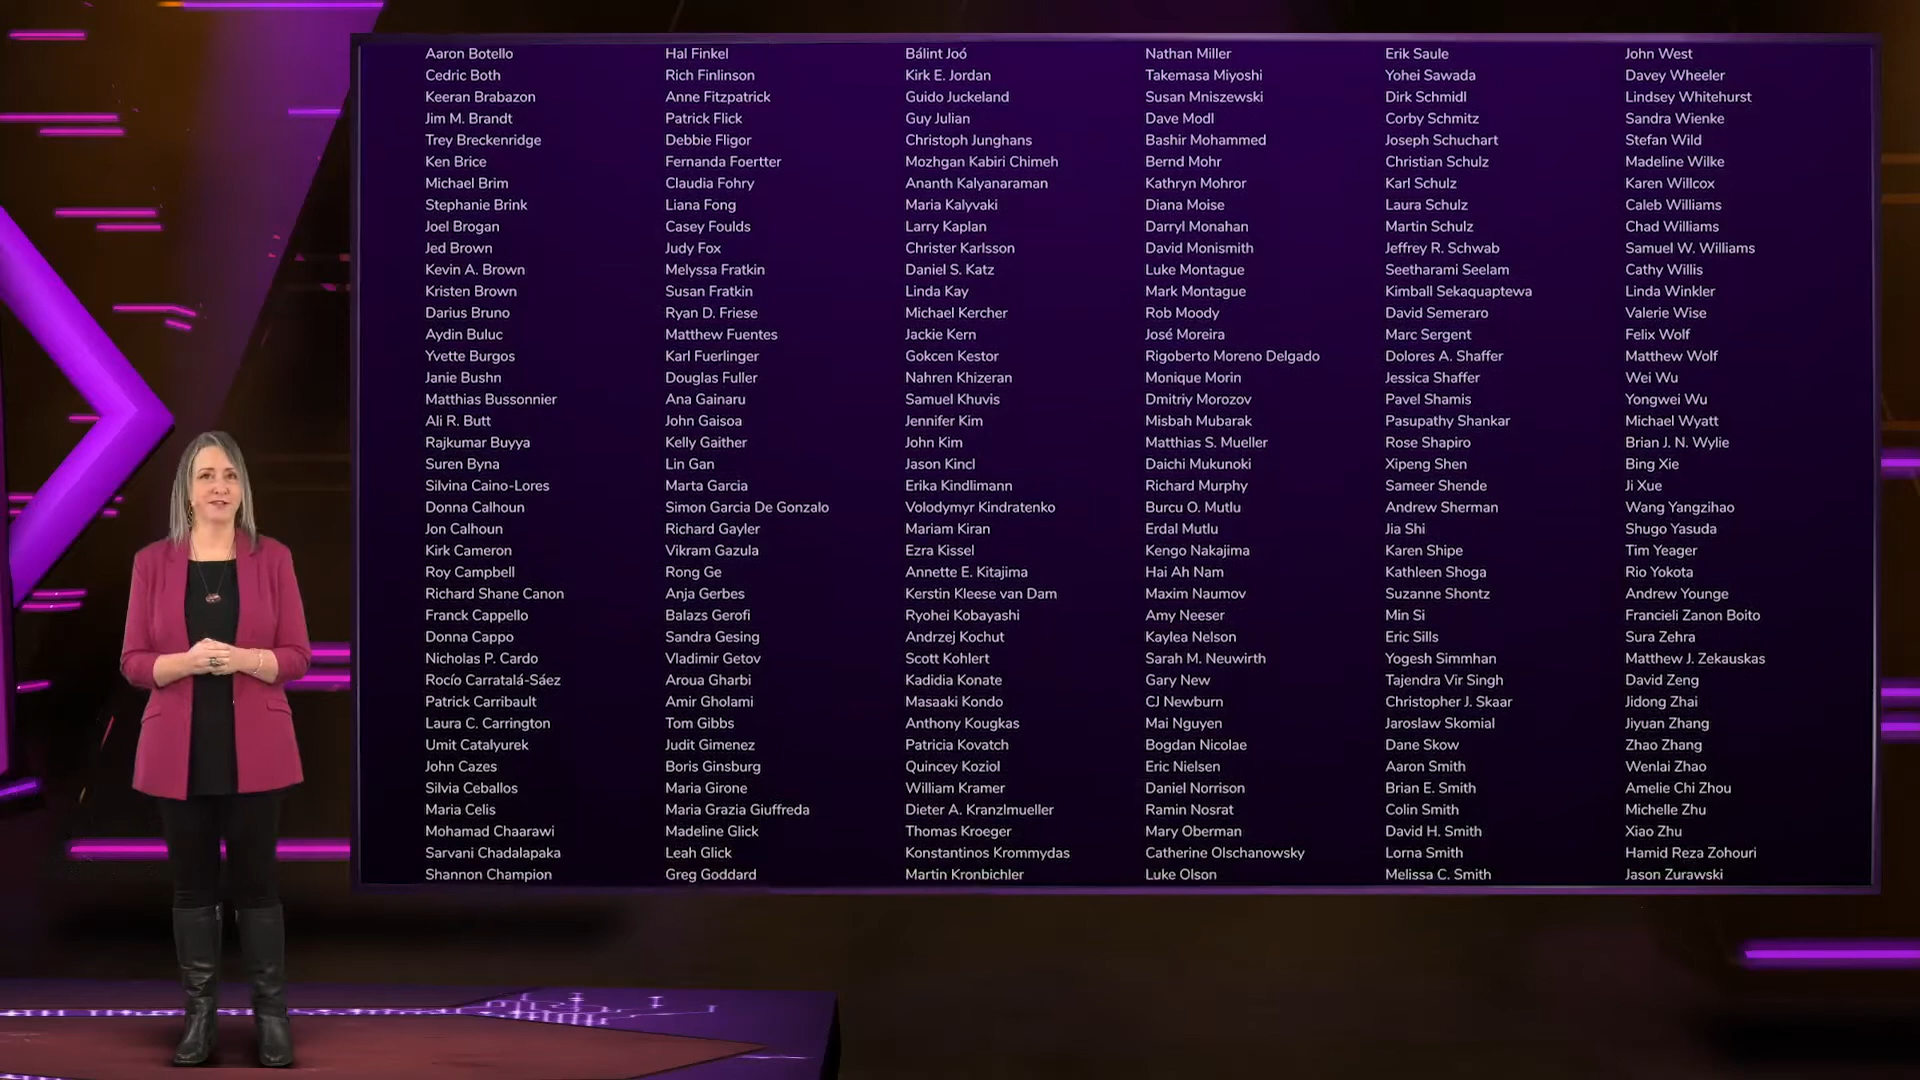 Aaron Botello
Cedric Both
Keeran Brabazon
Jim M. Brandt
Trey Breckenridge
Ken Brice
Michael Brim
Stephanie Brink
Joel Brogan
Jed Brown
Kevin A. Brown
Kristen Brown
Darius Bruno
Aydin Buluc
Yvette Burgos
Janie Bushn
Matthias Bussonnier
Ali R. Butt
Rajkumar Buyya
Suren Byna
Silvina Caino-Lores
Donna Calhoun
Jon Calhoun
Kirk Cameron
Roy Campbell
Richard Shane Canon
Franck Cappello
Donna Cappo
Nicholas P. Cardo
Rocío Carratalá-Sáez
Patrick Carribault
Laura C. Carrington
Umit Catalyurek
John Cazes
Silvia Ceballos
Maria Celis
Mohamad Chaarawi
Sarvani Chadalapaka
Shannon Champion
Hal Finkel
Rich Finlinson
Anne Fitzpatrick
Patrick Flick
Debbie Fligor
Fernanda Foertter
Claudia Fohry
Liana Fong
Casey Foulds
Judy Fox
Melyssa Fratkin
Susan Fratkin
Ryan D. Friese
Matthew Fuentes
Karl Fuerlinger
Douglas Fuller
Ana Gainaru
John Gaisoa
Kelly Gaither
Lin Gan
Marta Garcia
Simon Garcia De Gonzalo
Richard Gayler
Vikram Gazula
Rong Ge
Anja Gerbes
Balazs Gerofi
Sandra Gesing
Vladimir Getov
Aroua Gharbi
Amir Gholami
Tom Gibbs
Judit Gimenez
Boris Ginsburg
Maria Girone
Maria Grazia Giuffreda
Madeline Glick
Leah Glick
Greg Goddard
Bálint Joó
Kirk E. Jordan
Guido Juckeland
Guy Julian
Christoph Junghans
Mozhgan Kabiri Chimeh
Ananth Kalyanaraman
Maria Kalyvaki
Larry Kaplan
Christer Karlsson
Daniel S. Katz
Linda Kay
Michael Kercher
Jackie Kern
Gokcen Kestor
Nahren Khizeran
Samuel Khuvis
Jennifer Kim
John Kim
Jason Kincl
Erika Kindlimann
Volodymyr Kindratenko
Mariam Kiran
Ezra Kissel
Annette E. Kitajima
Kerstin Kleese van Dam
Ryohei Kobayashi
Andrzej Kochut
Scott Kohlert
Kadidia Konate
Masaaki Kondo
Anthony Kougkas
Patricia Kovatch
Quincey Koziol
William Kramer
Dieter A. Kranzlmueller
Thomas Kroeger
Konstantinos Krommydas
Martin Kronbichler
Nathan Miller
Takemasa Miyoshi
Susan Mniszewski
Dave Modl
Bashir Mohammed
Bernd Mohr
Kathryn Mohror
Diana Moise
Darryl Monahan
David Monismith
Luke Montague
Mark Montague
Rob Moody
José Moreira
Rigoberto Moreno Delgado
Monique Morin
Dmitriy Morozov
Misbah Mubarak
Matthias S. Mueller
Daichi Mukunoki
Richard Murphy
Burcu O. Mutlu
Erdal Mutlu
Kengo Nakajima
Hai Ah Nam
Maxim Naumov
Amy Neeser
Kaylea Nelson
Sarah M. Neuwirth
Gary New
CJ Newburn
Mai Nguyen
Bogdan Nicolae
Eric Nielsen
Daniel Norrison
Ramin Nosrat
Mary Oberman
Catherine Olschanowsky
Luke Olson
Erik Saule
Yohei Sawada
Dirk Schmidl
Corby Schmitz
Joseph Schuchart
Christian Schulz
Karl Schulz
Laura Schulz
Martin Schulz
Jeffrey R. Schwab
Seetharami Seelam
Kimball Sekaquaptewa
David Semeraro
Marc Sergent
Dolores A. Shaffer
Jessica Shaffer
Pavel Shamis
Pasupathy Shankar
Rose Shapiro
Xipeng Shen
Sameer Shende
Andrew Sherman
Jia Shi
Karen Shipe
Kathleen Shoga
Suzanne Shontz
Min Si
Eric Sills
Yogesh Simmhan
Tajendra Vir Singh
Christopher J. Skaar
Jaroslaw Skomial
Dane Skow
Aaron Smith
Brian E. Smith
Colin Smith
David H. Smith
Lorna Smith
Melissa C. Smith
John West
Davey Wheeler
Lindsey Whitehurst
Sandra Wienke
Stefan Wild
Madeline Wilke
Karen Willcox
Caleb Williams
Chad Williams
Samuel W. Williams
Cathy Willis
Linda Winkler
Valerie Wise
Felix Wolf
Matthew Wolf
Wei Wu
Yongwei Wu
Michael Wyatt
Brian J. N. Wylie
Bing Xie
Ji Xue
Wang Yangzihao
Shugo Yasuda
Tim Yeager
Rio Yokota
Andrew Younge
Francieli Zanon Boito
Sura Zehra
Matthew J. Zekauskas
David Zeng
Jidong Zhai
Jiyuan Zhang
Zhao Zhang
Wenlai Zhao
Amelie Chi Zhou
Michelle Zhu
Xiao Zhu
Hamid Reza Zohouri
Jason Zurawski